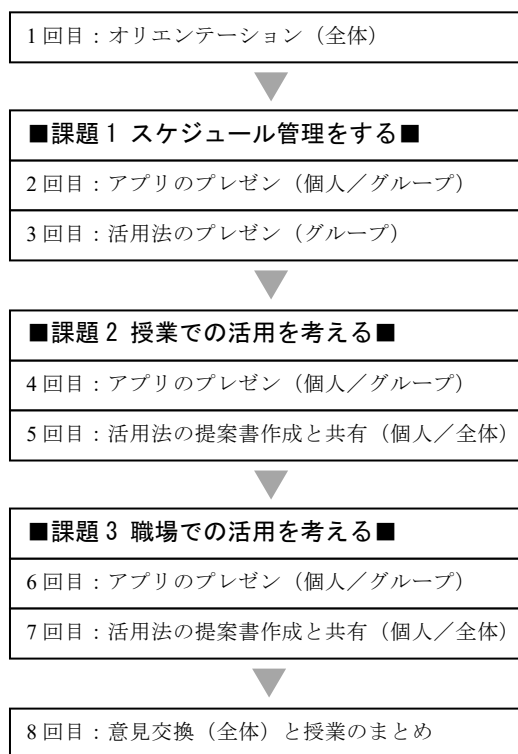 1回目：オリエンテーション（全体）
■課題1 スケジュール管理をする■
2回目：アプリのプレゼン（個人／グループ）
3回目：活用法のプレゼン（グループ）
■課題2 授業での活用を考える■
4回目：アプリのプレゼン（個人／グループ）
5回目：活用法の提案書作成と共有（個人／全体）
■課題3 職場での活用を考える■
6回目：アプリのプレゼン（個人／グループ）
7回目：活用法の提案書作成と共有（個人／全体）
8回目：意見交換（全体）と授業のまとめ